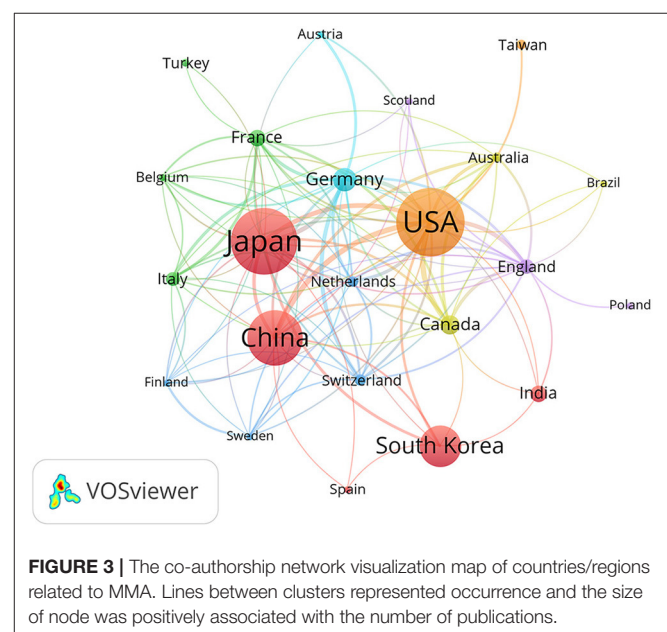 Austria
Taiwan
Turkey
Scotland
France
Australia
Belgium
Germany
Brazil
USA
Japan
England
Italy
Netherlands
Poland
China
Canada
Finland
Switzerland
India
Sweden
South Korea
Spain
VOSviewer
FIGURE 3 | The co-authorship network visualization map of countries/regions
related to MMA. Lines between clusters represented occurrence and the size
of node was positively associated with the number of publications.